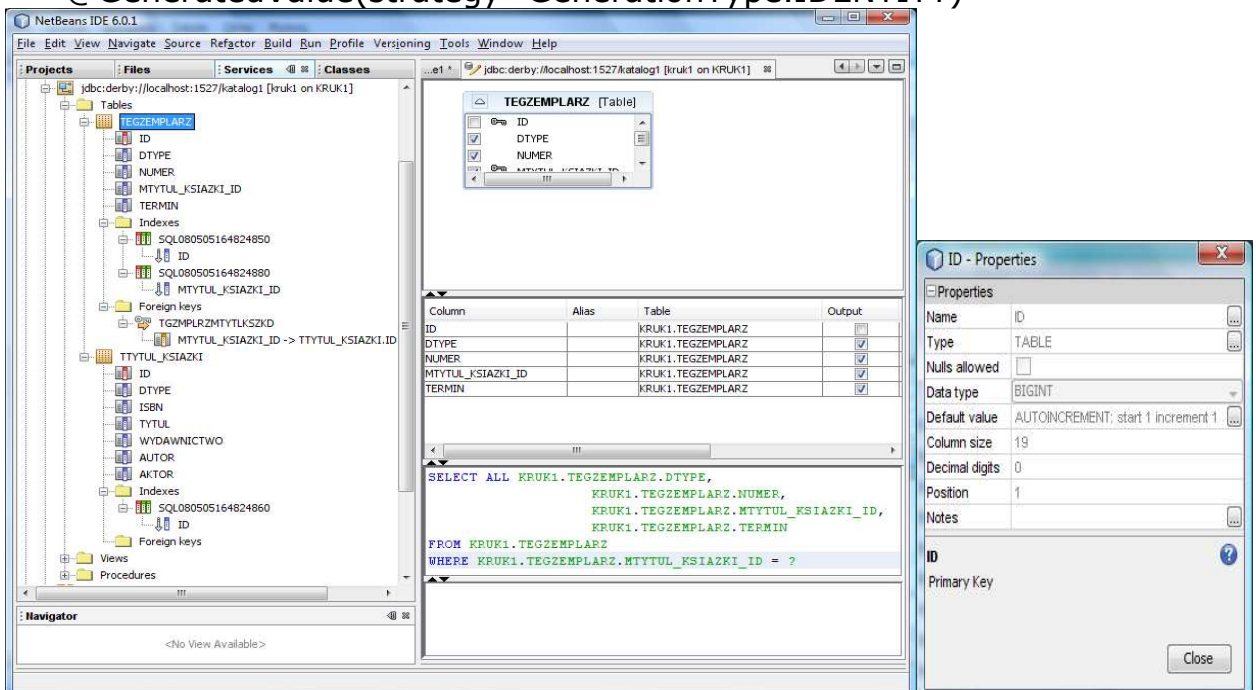 @GeneratedValue(strategy=GenerationType.IDENTITY)
NetBeans IDE 6.0.1
File Edit View Navigate Source Refactor Build Run Profile Versioning Tools Window Help
Projects Files Services Classes
...e1 * jdbc:derby://localhost:1527/katalog1 [kruk1 on KRUK1]
jdbc:derby://localhost:1527/katalog1 [kruk1 on KRUK1]
Tables
TEGZEMPLARZ
ID
DTYPE
NUMER
MTYTUL_KSIAZKI_ID
TERMIN
Indexes
SQL080505164824850
ID
SQL080505164824880
MTYTUL_KSIAZKI_ID
Foreign keys
TGZMPLRZMTYTLKSZKD
MTYTUL_KSIAZKI_ID -> TTYTUL_KSIAZKI.ID
TTYTUL_KSIAZKI
ID
DTYPE
ISBN
TYTUL
WYDAWNICTWO
AUTOR
AKTOR
Indexes
SQL080505164824860
ID
Foreign keys
Views
Procedures
Navigator
<No View Available>
TEGZEMPLARZ [Table]
ID
DTYPE
NUMER
MTYTUL_KSIAZKI_ID
Column Alias Table Output
ID KRUK1.TEGZEMPLARZ
DTYPE KRUK1.TEGZEMPLARZ
NUMER KRUK1.TEGZEMPLARZ
MTYTUL_KSIAZKI_ID KRUK1.TEGZEMPLARZ
TERMIN KRUK1.TEGZEMPLARZ
SELECT ALL KRUK1.TEGZEMPLARZ.DTYPE,
KRUK1.TEGZEMPLARZ.NUMER,
KRUK1.TEGZEMPLARZ.MTYTUL_KSIAZKI_ID,
KRUK1.TEGZEMPLARZ.TERMIN
FROM KRUK1.TEGZEMPLARZ
WHERE KRUK1.TEGZEMPLARZ.MTYTUL_KSIAZKI_ID = ?
ID - Properties
Properties
Name ID ...
Type TABLE ...
Nulls allowed
Data type BIGINT
Default value AUTOINCREMENT: start 1 increment 1 ...
Column size 19
Decimal digits 0
Position 1
Notes ...
ID
Primary Key
Close